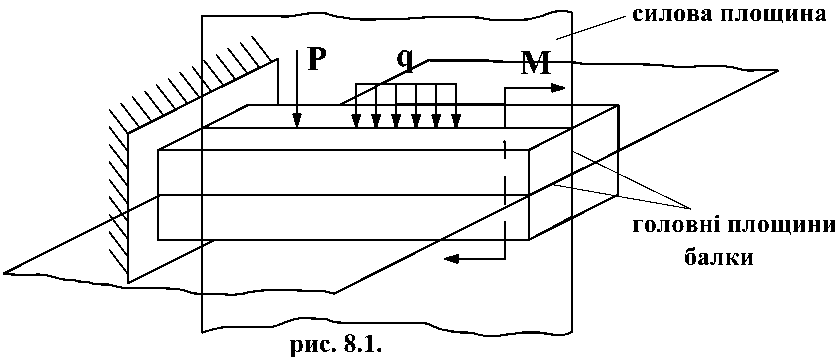 силова площина
P
q
M
головні площини
балки
рис. 8.1.